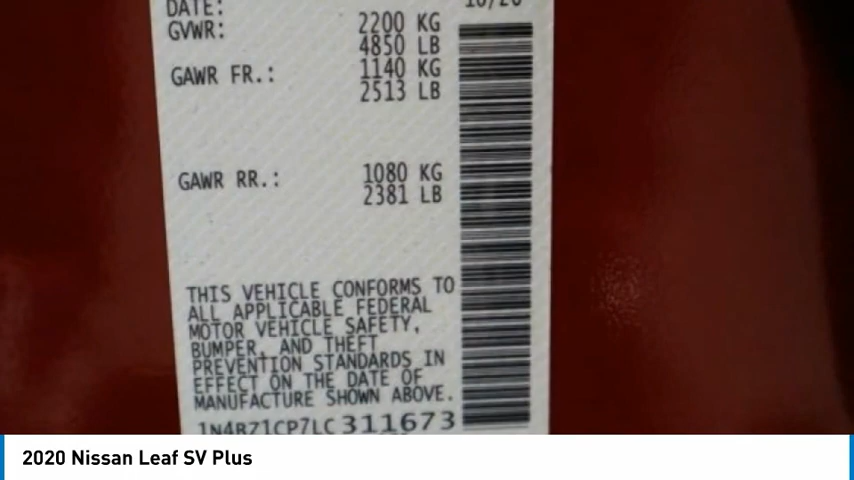 DATE: 10/20
GVWR: 2200 KG
4850 LB
GAWR FR.: 1140 KG
2513 LB
GAWR RR.: 1080 KG
2381 LB
THIS VEHICLE CONFORMS TO
ALL APPLICABLE FEDERAL
MOTOR VEHICLE SAFETY,
BUMPER, AND THEFT
PREVENTION STANDARDS IN
EFFECT ON THE DATE OF
MANUFACTURE SHOWN ABOVE.
1N4BZ1CP7LC311673
2020 Nissan Leaf SV Plus